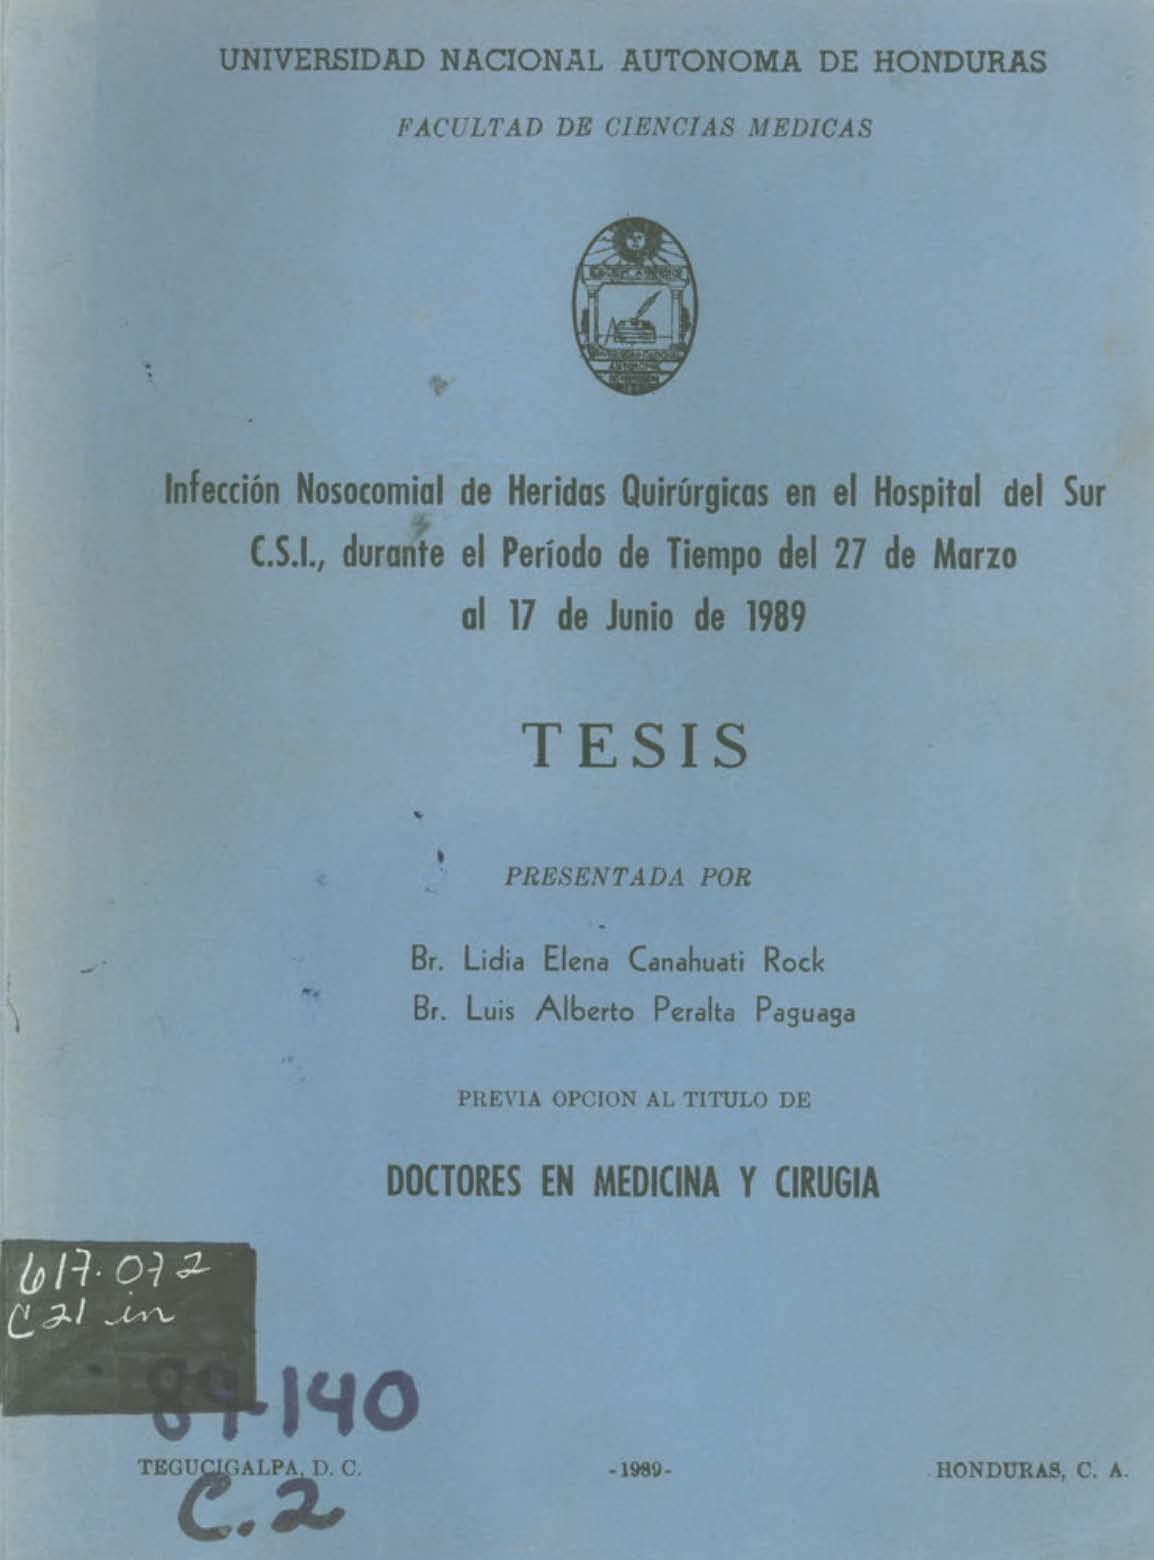 UNIVERSIDAD NACIONAL AUTONOMA DE HONDURAS
FACULTAD DE CIENCIAS MEDICAS
Infección Nosocomial de Heridas Quirúrgicas en el Hospital del Sur
C.S.I., durante el Período de Tiempo del 27 de Marzo
al 17 de Junio de 1989
TESIS
PRESENTADA POR
Br. Lidia Elena Canahuati Rock
Br. Luis Alberto Peralta Paguaga
PREVIA OPCION AL TITULO DE
DOCTORES EN MEDICINA Y CIRUGIA
617.072
C21 in
89-140
TEGUCIGALPA, D. C. -1989- HONDURAS, C. A.
C.2